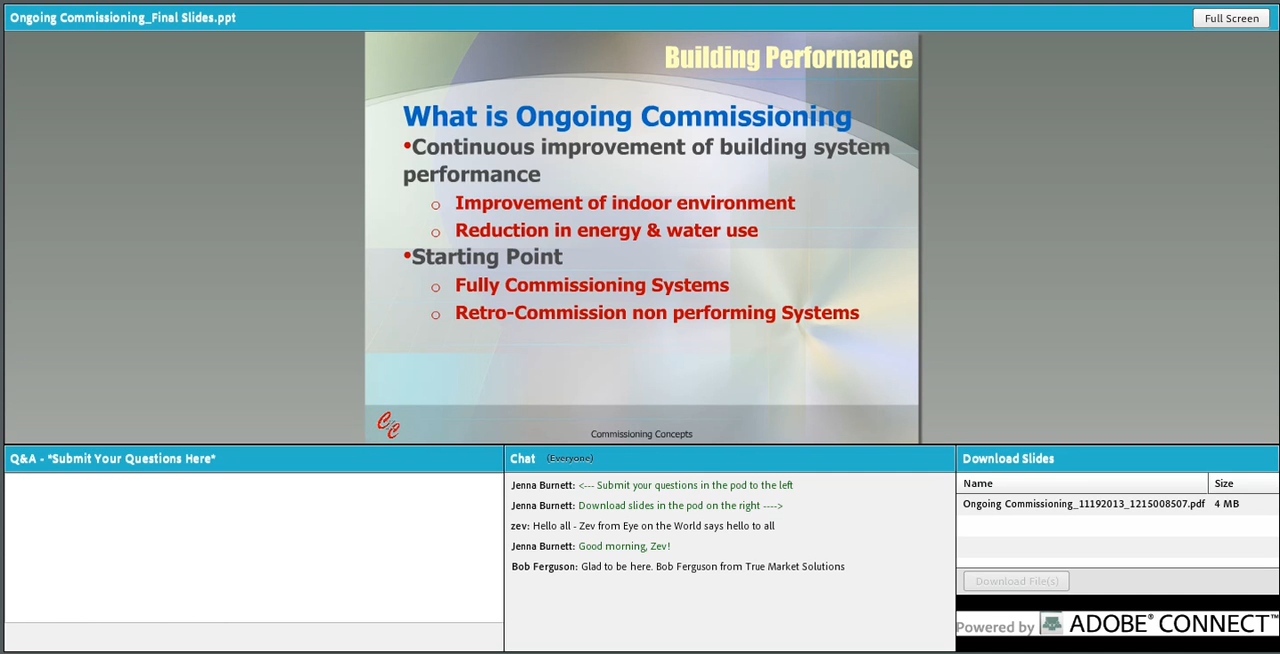 Ongoing Commissioning_Final Slides.ppt
Full Screen
Building Performance
What is Ongoing Commissioning
•Continuous improvement of building system
performance
o Improvement of indoor environment
o Reduction in energy & water use
•Starting Point
o Fully Commissioning Systems
o Retro-Commission non performing Systems
CC
Commissioning Concepts
Q&A - *Submit Your Questions Here*
Chat (Everyone)
Jenna Burnett: <--- Submit your questions in the pod to the left
Jenna Burnett: Download slides in the pod on the right ---->
zev: Hello all - Zev from Eye on the World says hello to all
Jenna Burnett: Good morning, Zev!
Bob Ferguson: Glad to be here. Bob Ferguson from True Market Solutions
Download Slides
Name Size
Ongoing Commissioning_11192013_1215008507.pdf 4 MB
Download File(s)
Powered by ADOBE® CONNECT™